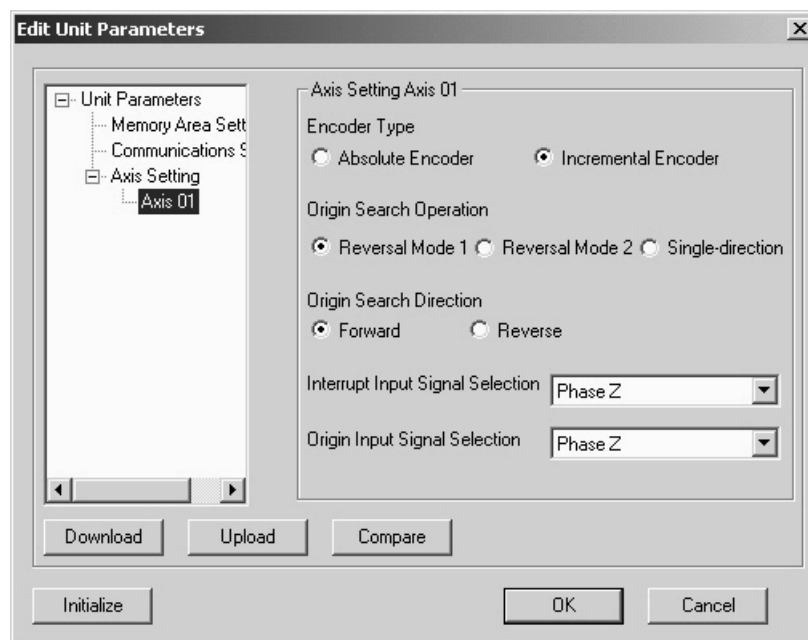 Edit Unit Parameters
Unit Parameters
Memory Area Sett
Communications S
Axis Setting
Axis 01
Axis Setting Axis 01
Encoder Type
Absolute Encoder Incremental Encoder
Origin Search Operation
Reversal Mode 1 Reversal Mode 2 Single-direction
Origin Search Direction
Forward Reverse
Interrupt Input Signal Selection Phase Z
Origin Input Signal Selection Phase Z
Download Upload Compare
Initialize OK Cancel